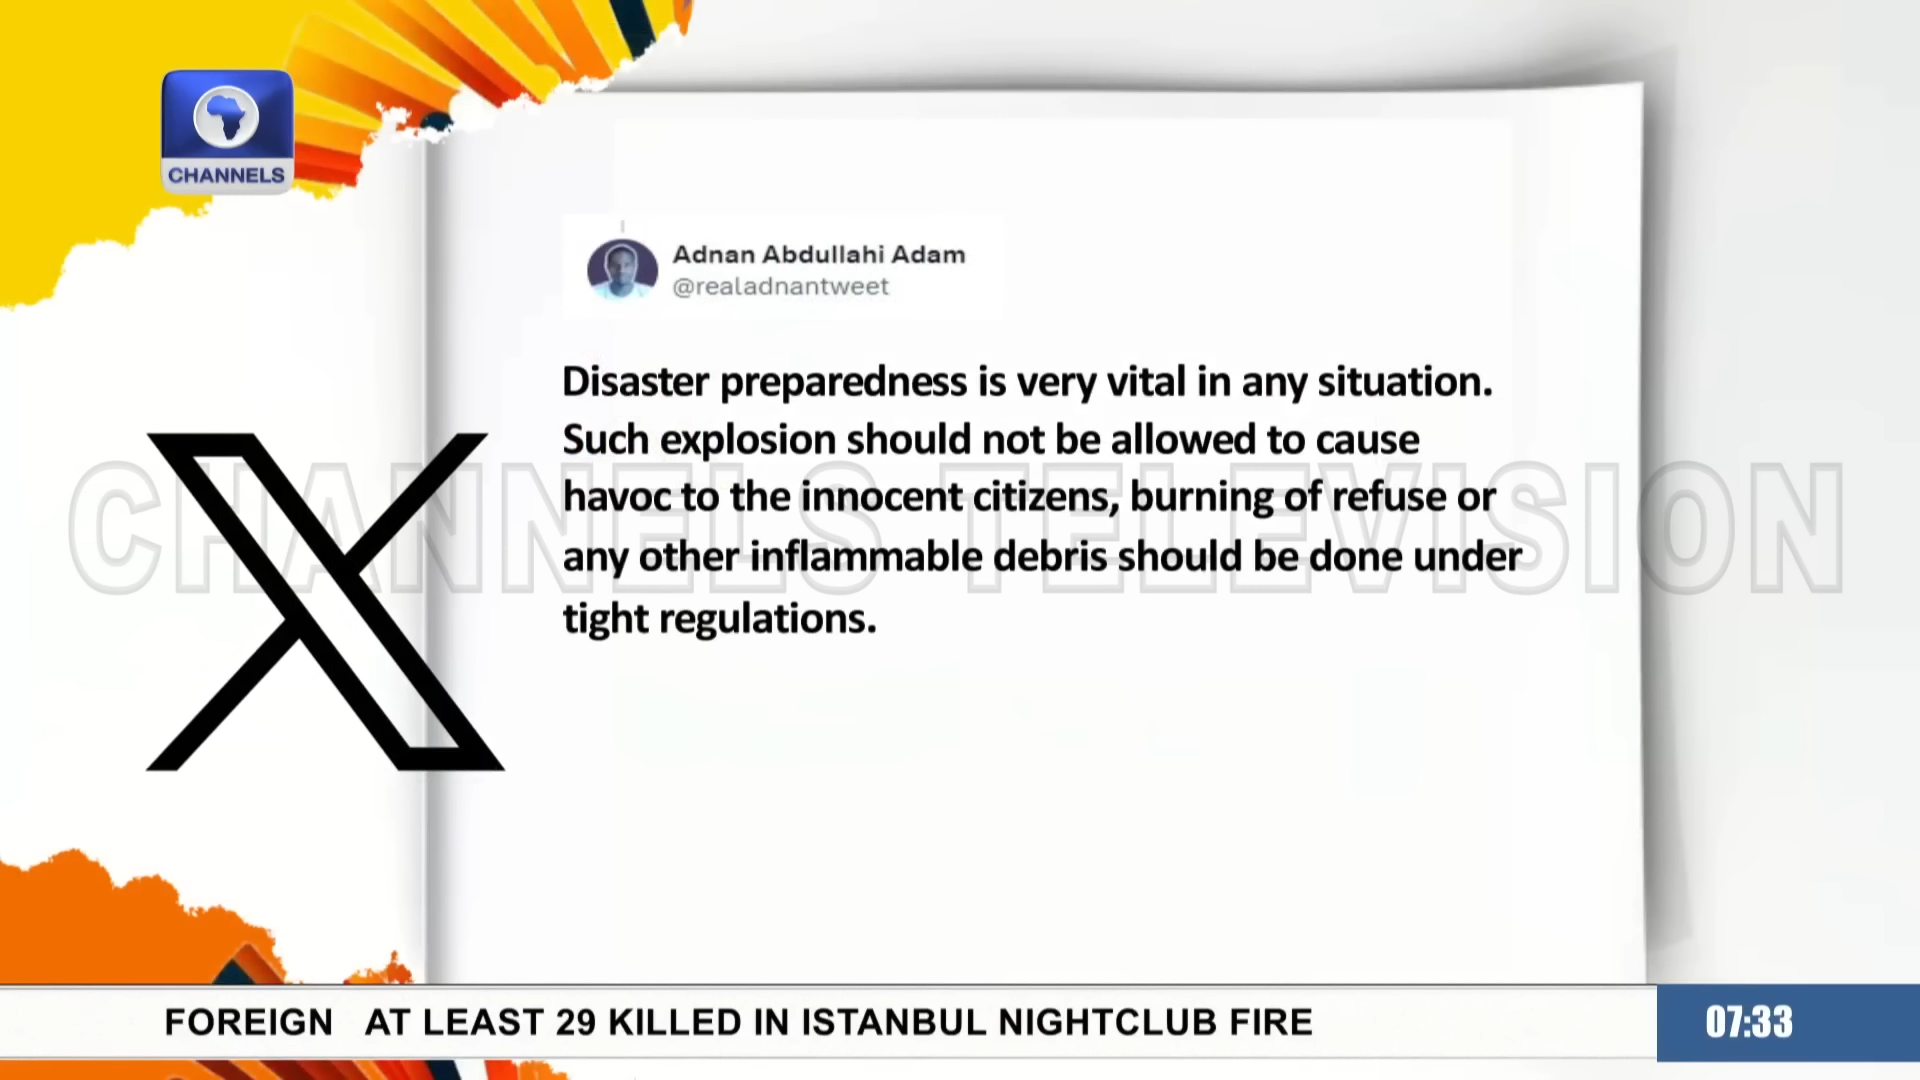 CHANNELS
Adnan Abdullahi Adam
@realadnantweet
Disaster preparedness is very vital in any situation.
Such explosion should not be allowed to cause
havoc to the innocent citizens, burning of refuse or
any other inflammable debris should be done under
tight regulations.
CHANNELS TELEVISION
FOREIGN AT LEAST 29 KILLED IN ISTANBUL NIGHTCLUB FIRE
07:33